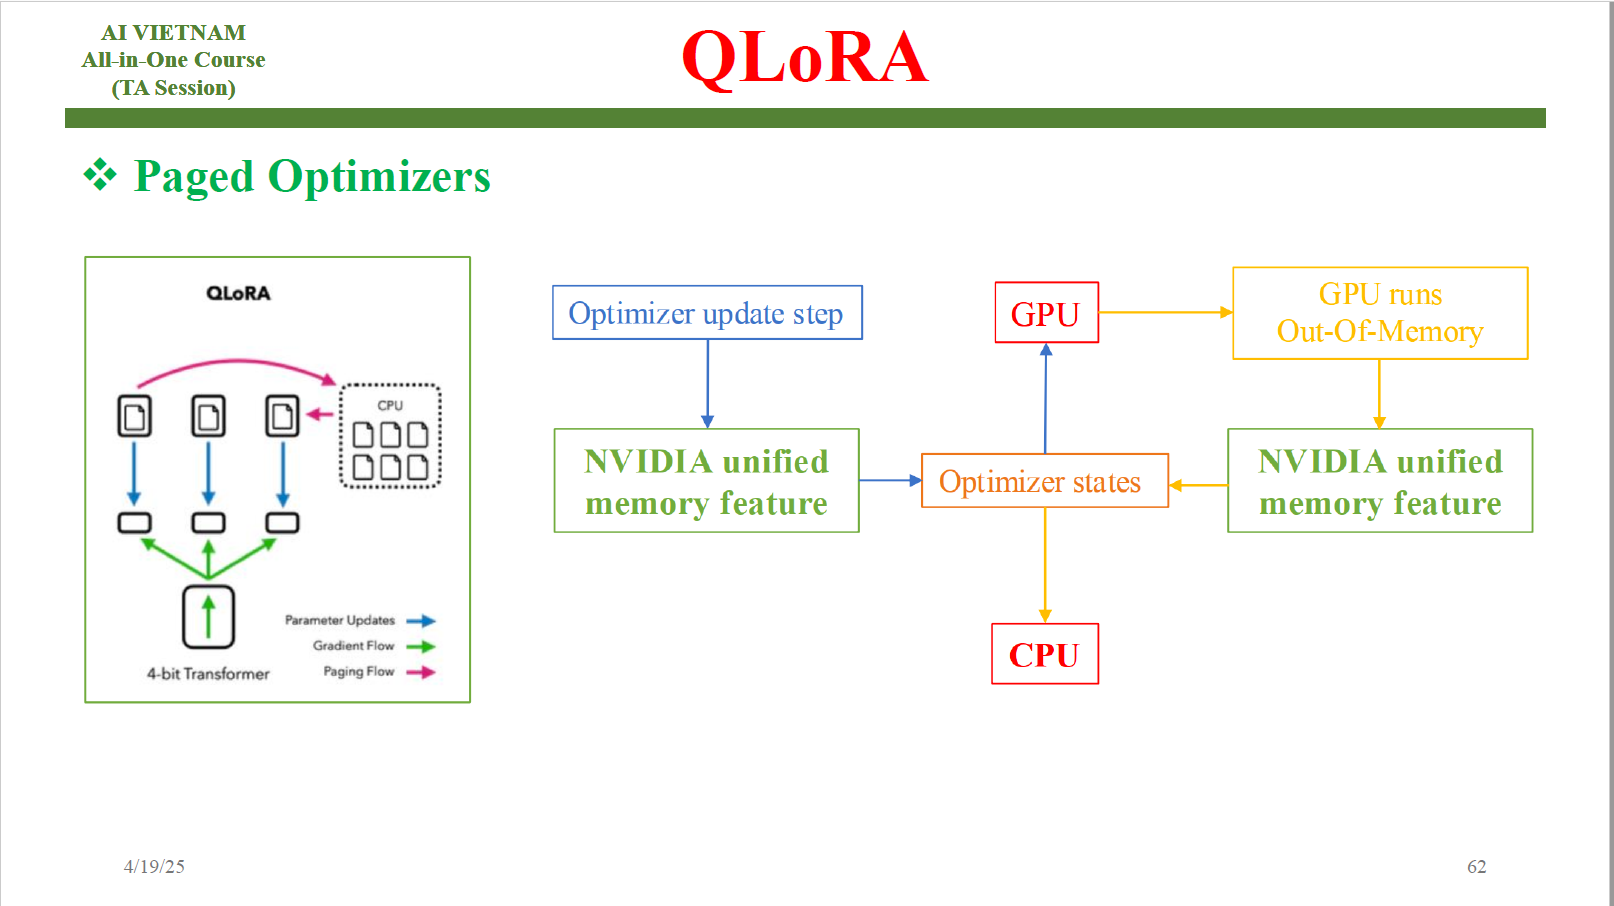 AI VIETNAM
All-in-One Course
(TA Session)
QLoRA
❖ Paged Optimizers
QLoRA
CPU
Parameter Updates
Gradient Flow
Paging Flow
4-bit Transformer
Optimizer update step
NVIDIA unified
memory feature
Optimizer states
GPU
CPU
GPU runs
Out-Of-Memory
NVIDIA unified
memory feature
4/19/25
62